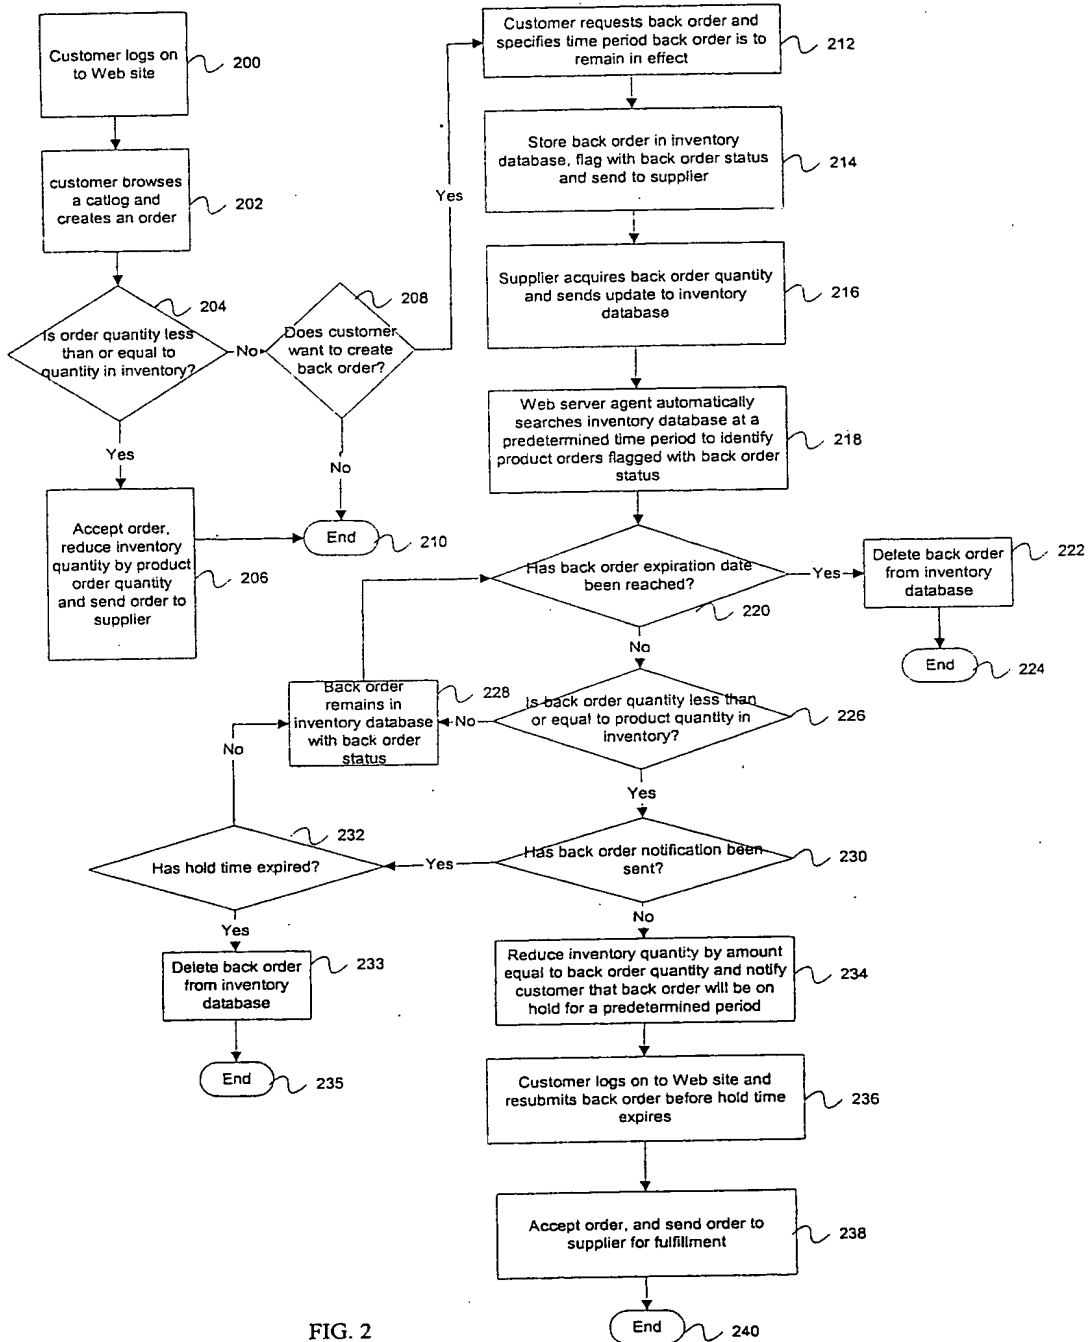 Customer logs on
to Web site
200
customer browses
a catlog and
creates an order
202
204
Is order quantity less
than or equal to
quantity in inventory?
No
Yes
Accept order,
reduce inventory
quantity by product
order quantity
and send order to
supplier
206
208
Does customer
want to create
back order?
Yes
No
End
210
Customer requests back order and
specifies time period back order is to
remain in effect
212
Store back order in inventory
database, flag with back order status
and send to supplier
214
Supplier acquires back order quantity
and sends update to inventory
database
216
Web server agent automatically
searches inventory database at a
predetermined time period to identify
product orders flagged with back order
status
218
Has back order expiration date
been reached?
220
Yes
Delete back order
from inventory
database
222
End
224
No
Is back order quantity less than
or equal to product quantity in
inventory?
226
No
Back order
remains in
inventory database
with back order
status
228
Yes
Has back order notification been
sent?
230
Yes
Has hold time expired?
232
No
Yes
Delete back order
from inventory
database
233
End
235
No
Reduce inventory quantity by amount
equal to back order quantity and notify
customer that back order will be on
hold for a predetermined period
234
Customer logs on to Web site and
resubmits back order before hold time
expires
236
Accept order, and send order to
supplier for fulfillment
238
End
240
FIG. 2